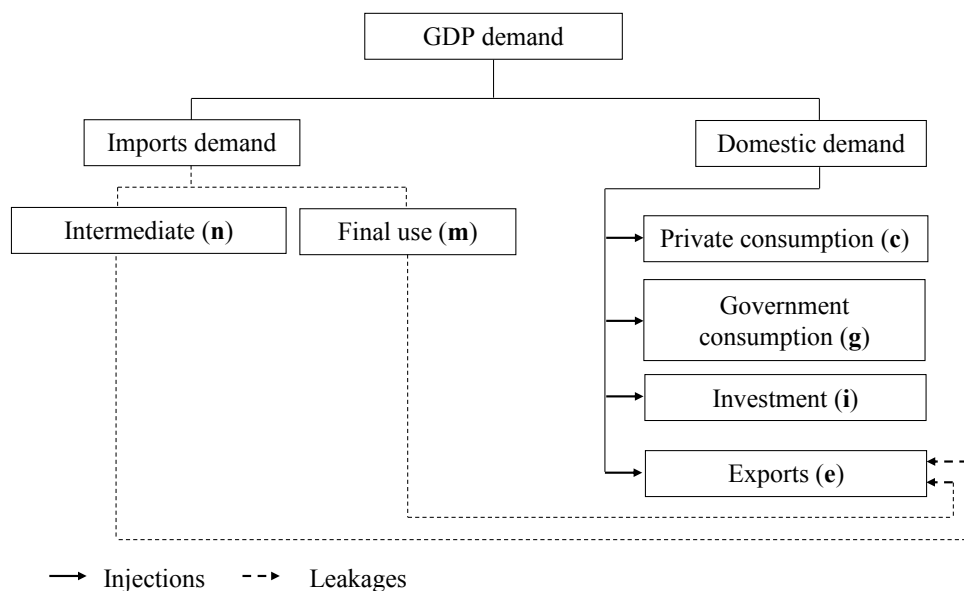 GDP demand
Imports demand
Domestic demand
Intermediate (n)
Final use (m)
Private consumption (c)
Government
consumption (g)
Investment (i)
Exports (e)
Injections
Leakages